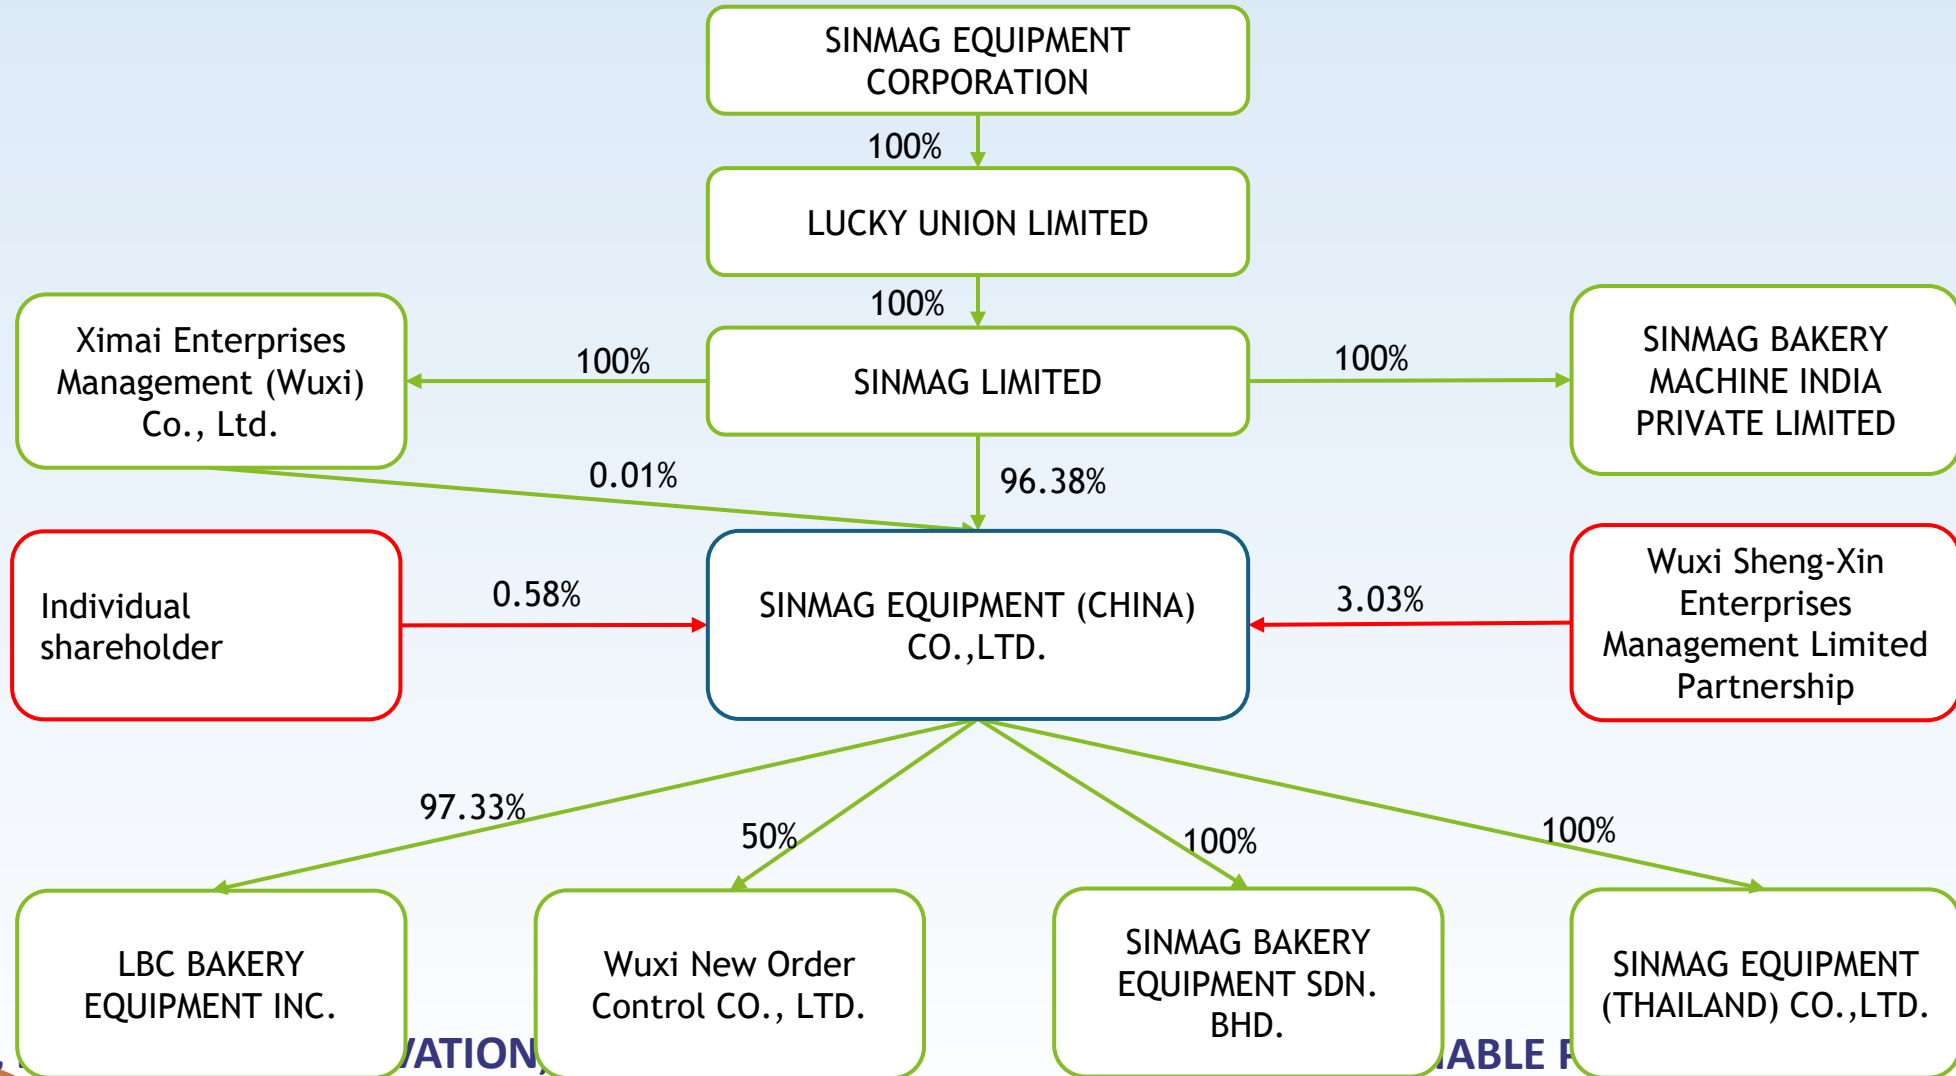 SINMAG EQUIPMENT
CORPORATION
100%
LUCKY UNION LIMITED
100%
Ximai Enterprises
Management (Wuxi)
Co., Ltd.
100%
SINMAG LIMITED
100%
SINMAG BAKERY
MACHINE INDIA
PRIVATE LIMITED
0.01%
96.38%
Individual
shareholder
0.58%
SINMAG EQUIPMENT (CHINA)
CO.,LTD.
3.03%
Wuxi Sheng-Xin
Enterprises
Management Limited
Partnership
97.33%
50%
100%
100%
LBC BAKERY
EQUIPMENT INC.
Wuxi New Order
Control CO., LTD.
SINMAG BAKERY
EQUIPMENT SDN.
BHD.
SINMAG EQUIPMENT
(THAILAND) CO.,LTD.